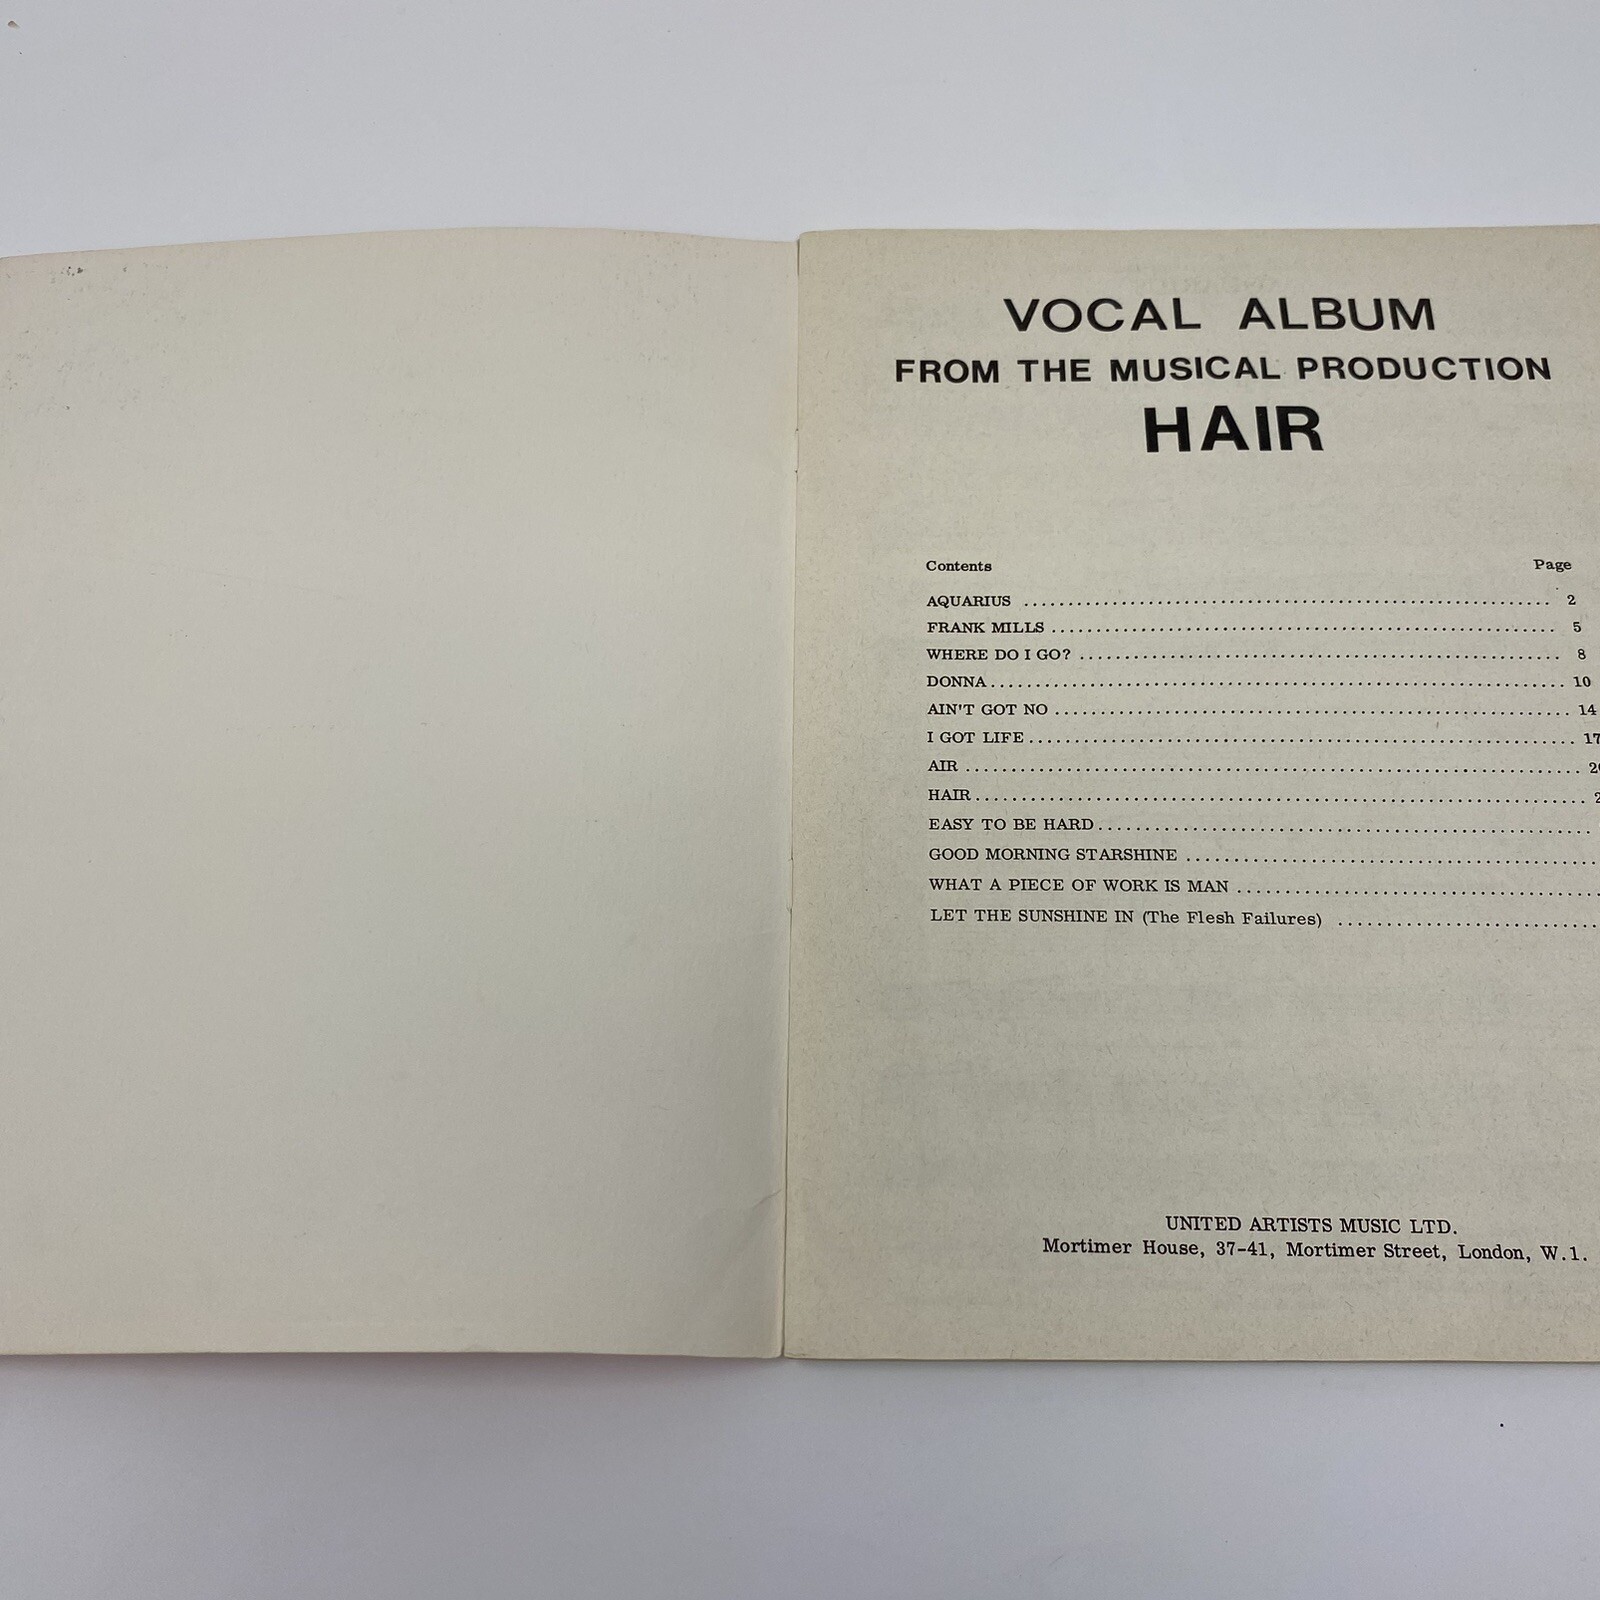 VOCAL ALBUM
FROM THE MUSICAL PRODUCTION
HAIR
Contents Page
AQUARIUS 2
FRANK MILLS 5
WHERE DO I GO? 8
DONNA 10
AIN'T GOT NO 14
I GOT LIFE 17
AIR
HAIR
EASY TO BE HARD
GOOD MORNING STARSHINE
WHAT A PIECE OF WORK IS MAN
LET THE SUNSHINE IN (The Flesh Failures)
UNITED ARTISTS MUSIC LTD.
Mortimer House, 37-41, Mortimer Street, London, W.1.